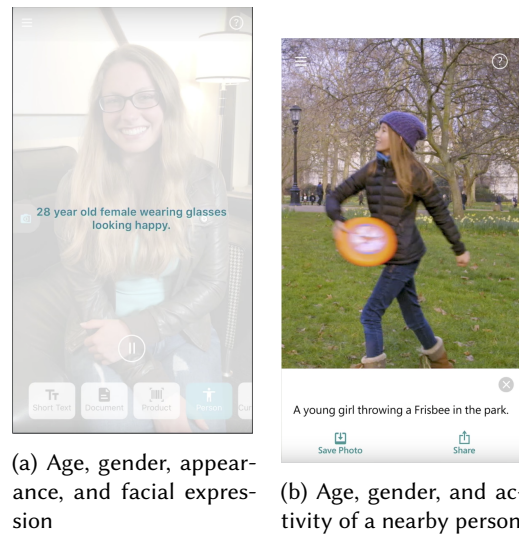 28 year old female wearing glasses
looking happy.
Short Text
Document
Product
Person
(a) Age, gender, appear-
ance, and facial expres-
sion
?
A young girl throwing a Frisbee in the park.
Save Photo
Share
(b) Age, gender, and ac-
tivity of a nearby person